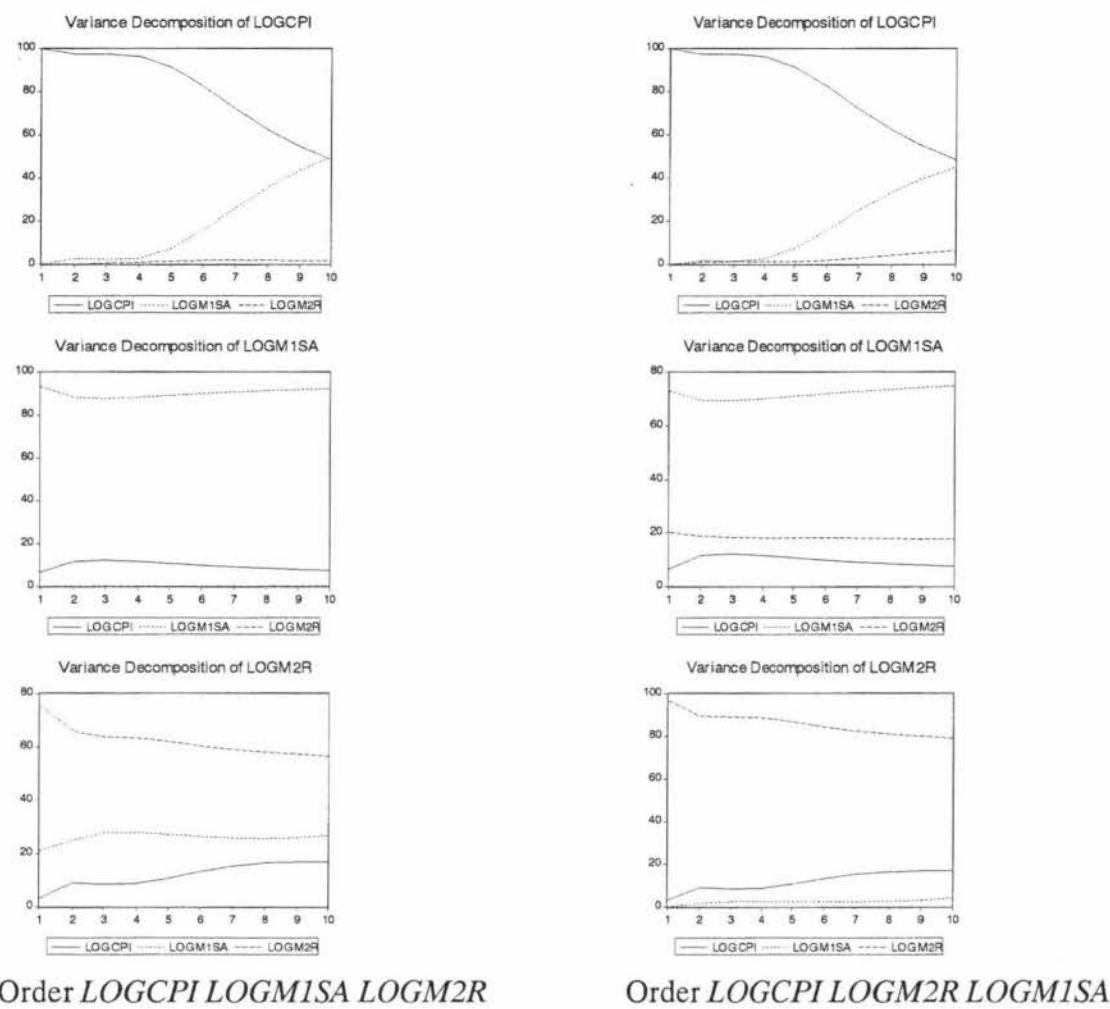 Variance Decomposition of LOGCPI
100
80
60
40
20
0
1 2 3 4 5 6 7 8 9 10
LOGCPI LOGM1SA LOGM2R
Variance Decomposition of LOGM1SA
100
80
60
40
20
0
1 2 3 4 5 6 7 8 9 10
LOGCPI LOGM1SA LOGM2R
Variance Decomposition of LOGM2R
80
60
40
20
0
1 2 3 4 5 6 7 8 9 10
LOGCPI LOGM1SA LOGM2R
Order LOGCPI LOGM1SA LOGM2R
Variance Decomposition of LOGCPI
100
80
60
40
20
0
1 2 3 4 5 6 7 8 9 10
LOGCPI LOGM1SA LOGM2R
Variance Decomposition of LOGM1SA
80
60
40
20
0
1 2 3 4 5 6 7 8 9 10
LOGCPI LOGM1SA LOGM2R
Variance Decomposition of LOGM2R
100
80
60
40
20
0
1 2 3 4 5 6 7 8 9 10
LOGCPI LOGM1SA LOGM2R
Order LOGCPI LOGM2R LOGM1SA